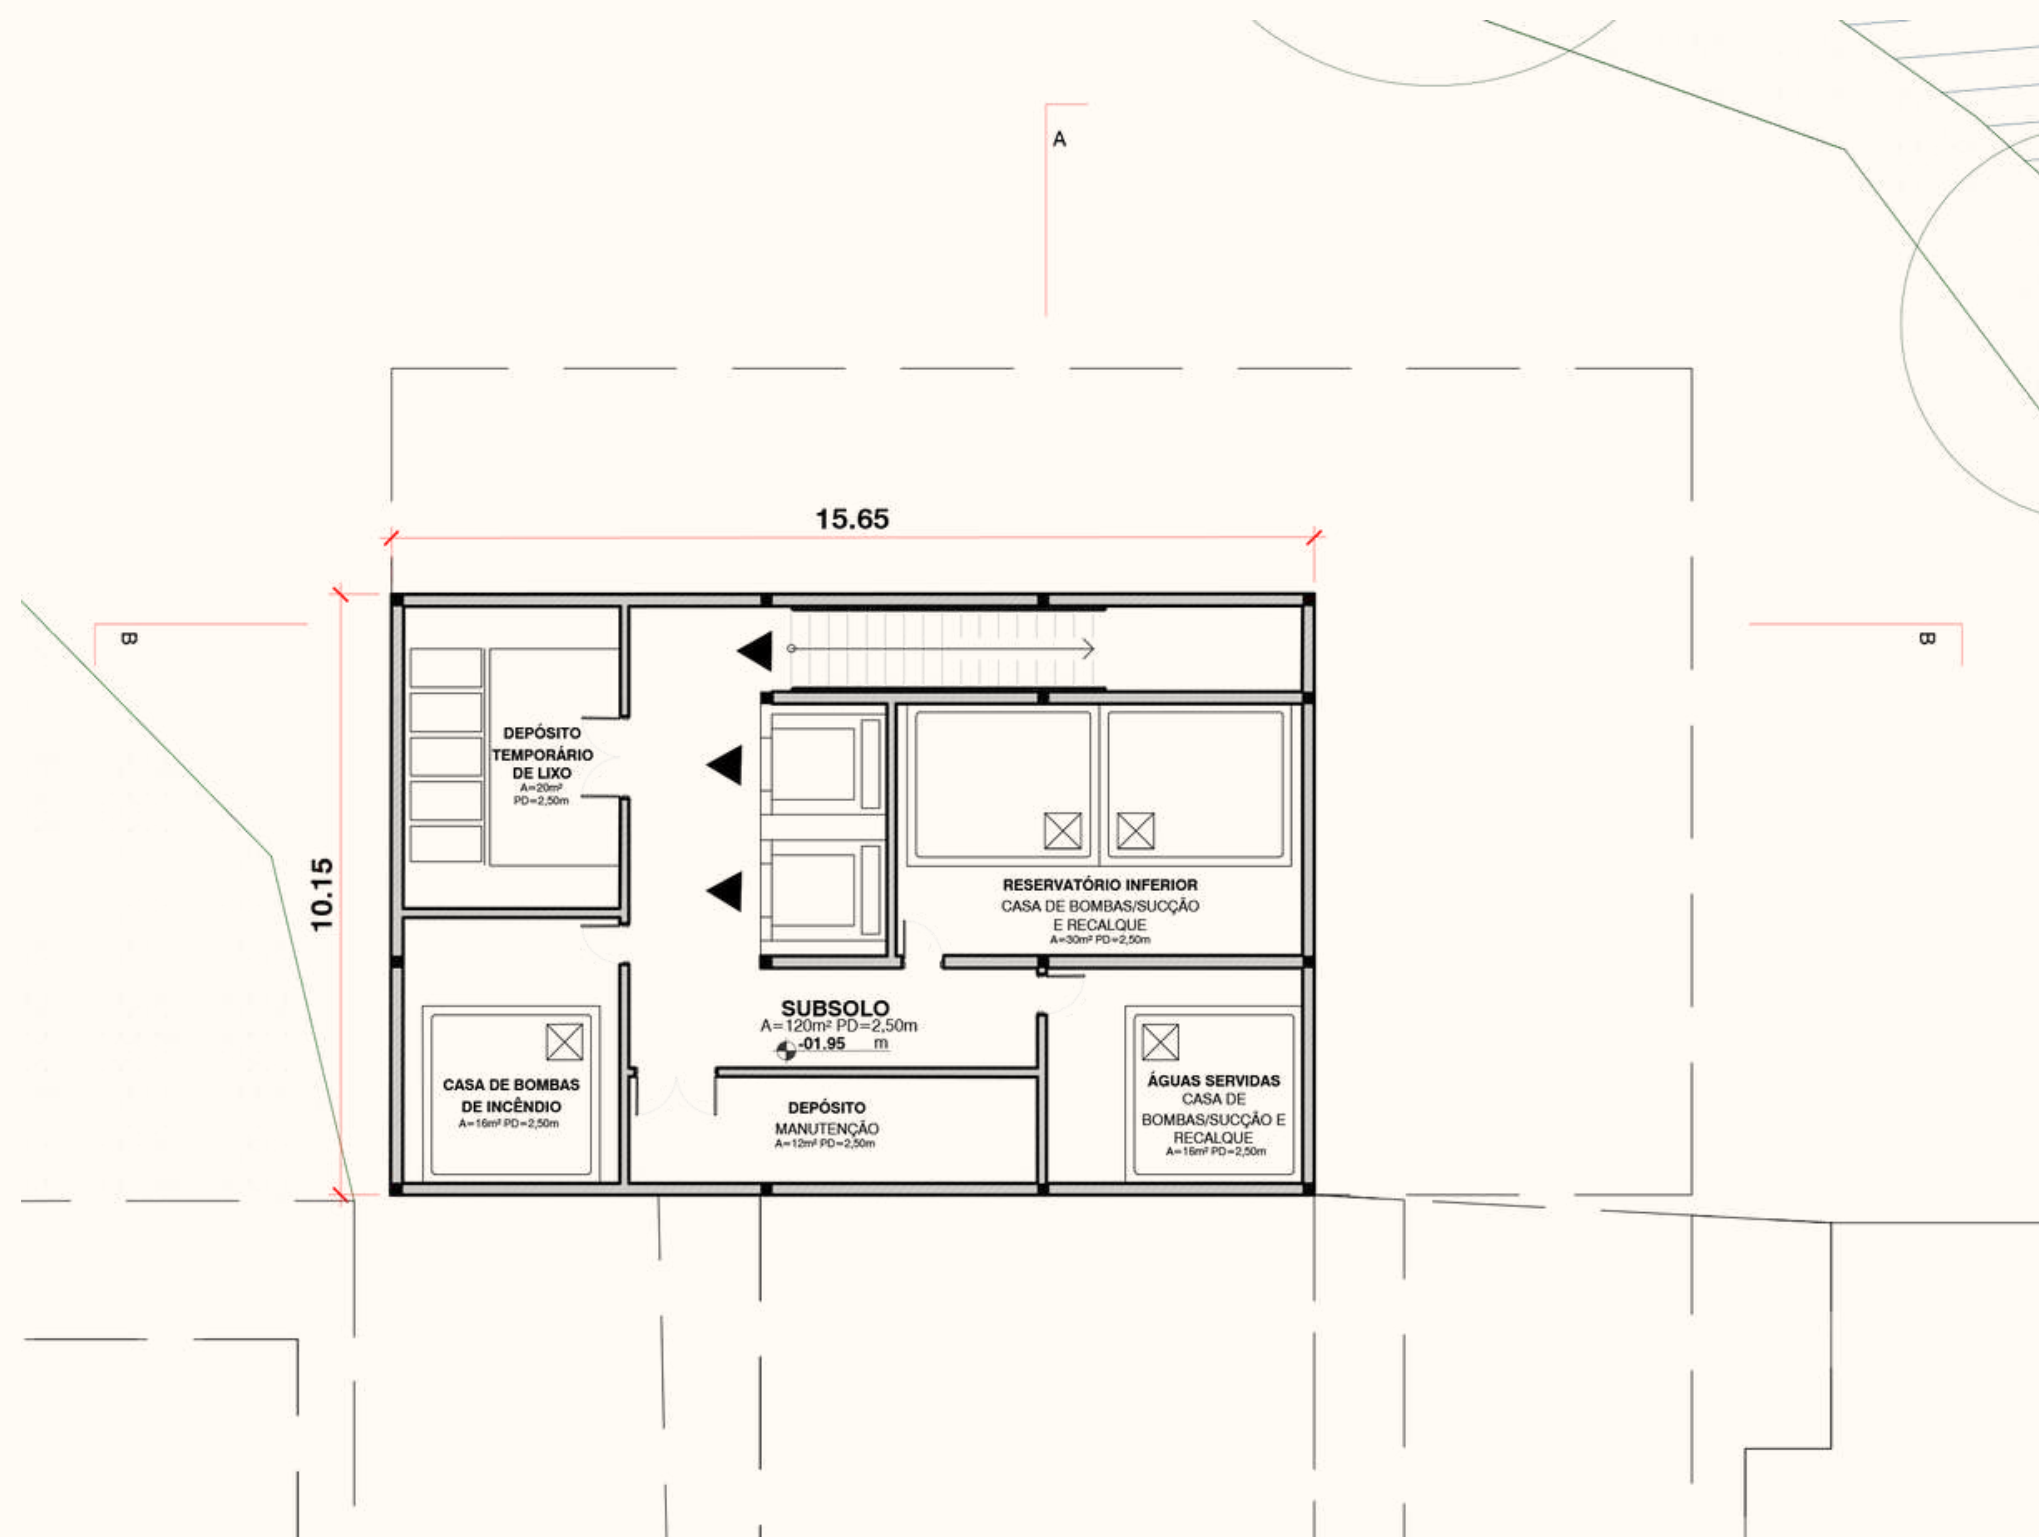 A
15.65
B
B
DEPÓSITO
TEMPORÁRIO
DE LIXO
A=20m²
PD=2,50m
10.15
RESERVATÓRIO INFERIOR
CASA DE BOMBAS/SUCÇÃO
E RECALQUE
A=30m² PD=2,50m
SUBSOLO
A=120m² PD=2,50m
-01.95 m
CASA DE BOMBAS
DE INCÊNDIO
A=16m² PD=2,50m
DEPÓSITO
MANUTENÇÃO
A=12m² PD=2,50m
ÁGUAS SERVIDAS
CASA DE
BOMBAS/SUCÇÃO E
RECALQUE
A=16m² PD=2,50m